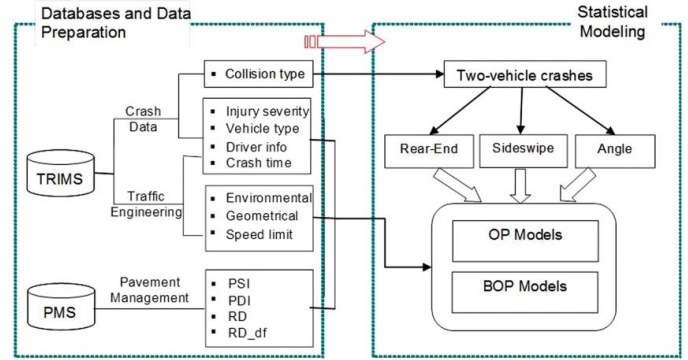 Databases and Data
Preparation
Statistical
Modeling
Collision type
Two-vehicle crashes
Crash
Data
Injury severity
Vehicle type
Driver info
Crash time
Rear-End
Sideswipe
Angle
TRIMS
Traffic
Engineering
Environmental
Geometrical
Speed limit
OP Models
BOP Models
Pavement
Management
PSI
PDI
RD
RD_df
PMS